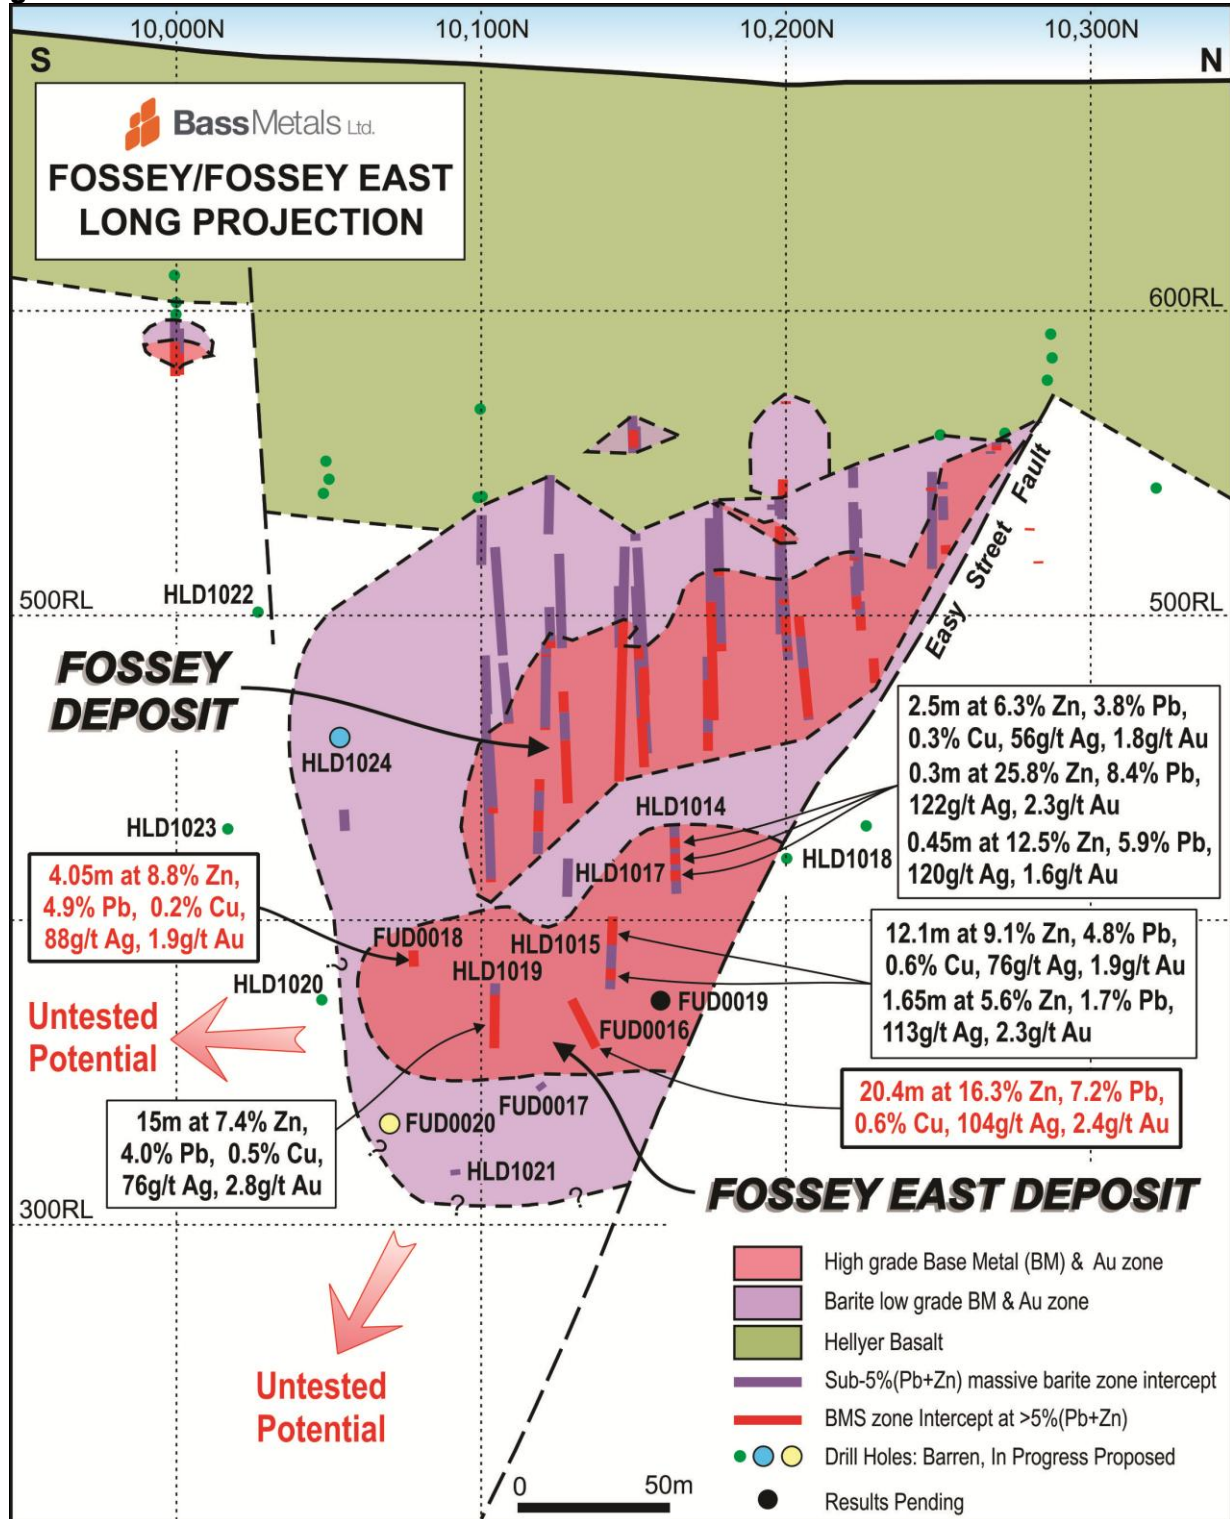 10,000N
10,100N
10,200N
10,300N
S
N
BassMetals Ltd.
FOSSEY/FOSSEY EAST
LONG PROJECTION
600RL
HLD1022
500RL
500RL
Easy Street Fault
FOSSEY
DEPOSIT
HLD1024
HLD1023
HLD1014
HLD1017
HLD1018
2.5m at 6.3% Zn, 3.8% Pb,
0.3% Cu, 56g/t Ag, 1.8g/t Au
0.3m at 25.8% Zn, 8.4% Pb,
122g/t Ag, 2.3g/t Au
0.45m at 12.5% Zn, 5.9% Pb,
120g/t Ag, 1.6g/t Au
4.05m at 8.8% Zn,
4.9% Pb, 0.2% Cu,
88g/t Ag, 1.9g/t Au
FUD0018
HLD1015
HLD1019
?
HLD1020
FUD0019
FUD0016
12.1m at 9.1% Zn, 4.8% Pb,
0.6% Cu, 76g/t Ag, 1.9g/t Au
1.65m at 5.6% Zn, 1.7% Pb,
113g/t Ag, 2.3g/t Au
Untested
Potential
20.4m at 16.3% Zn, 7.2% Pb,
0.6% Cu, 104g/t Ag, 2.4g/t Au
15m at 7.4% Zn,
4.0% Pb, 0.5% Cu,
76g/t Ag, 2.8g/t Au
FUD0017
FUD0020
?
HLD1021
?
?
300RL
FOSSEY EAST DEPOSIT
Untested
Potential
High grade Base Metal (BM) & Au zone
Barite low grade BM & Au zone
Hellyer Basalt
Sub-5%(Pb+Zn) massive barite zone intercept
BMS zone Intercept at >5%(Pb+Zn)
Drill Holes: Barren, In Progress Proposed
Results Pending
0
50m